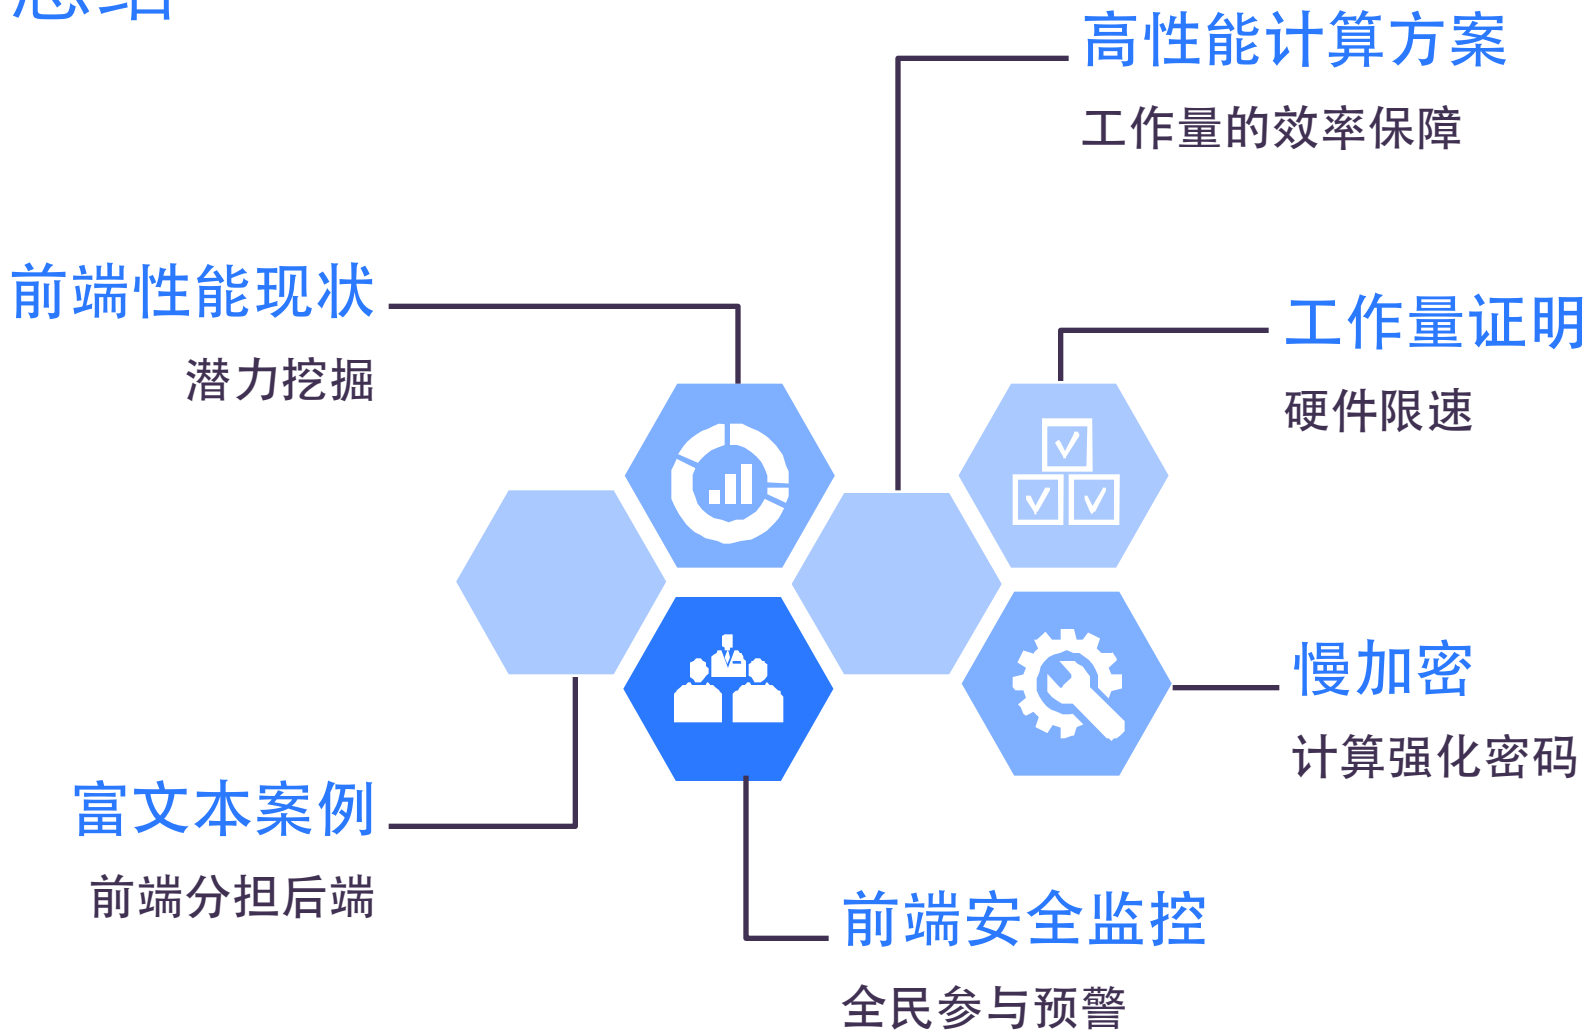 总结
高性能计算方案
工作量的效率保障
前端性能现状
潜力挖掘
工作量证明
硬件限速
慢加密
计算强化密码
富文本案例
前端分担后端
前端安全监控
全民参与预警